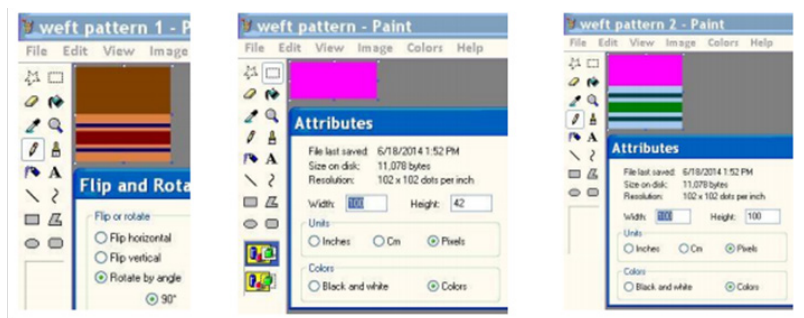 weft pattern 1 - P
File Edit View Image
A
Flip and Rota
Flip or rotate
Flip horizontal
Flip vertical
Rotate by angle
90°
weft pattern - Paint
File Edit View Image Colors Help
A
Attributes
File last saved: 6/18/2014 1:52 PM
Size on disk: 11,078 bytes
Resolution: 102 x 102 dots per inch
Width: 100 Height: 42
Units
Inches Cm Pixels
Colors
Black and white Colors
weft pattern 2 - Paint
File Edit View Image Colors Help
A
Attributes
File last saved: 6/18/2014 1:52 PM
Size on disk: 11,078 bytes
Resolution: 102 x 102 dots per inch
Width: 100 Height: 100
Units
Inches Cm Pixels
Colors
Black and white Colors